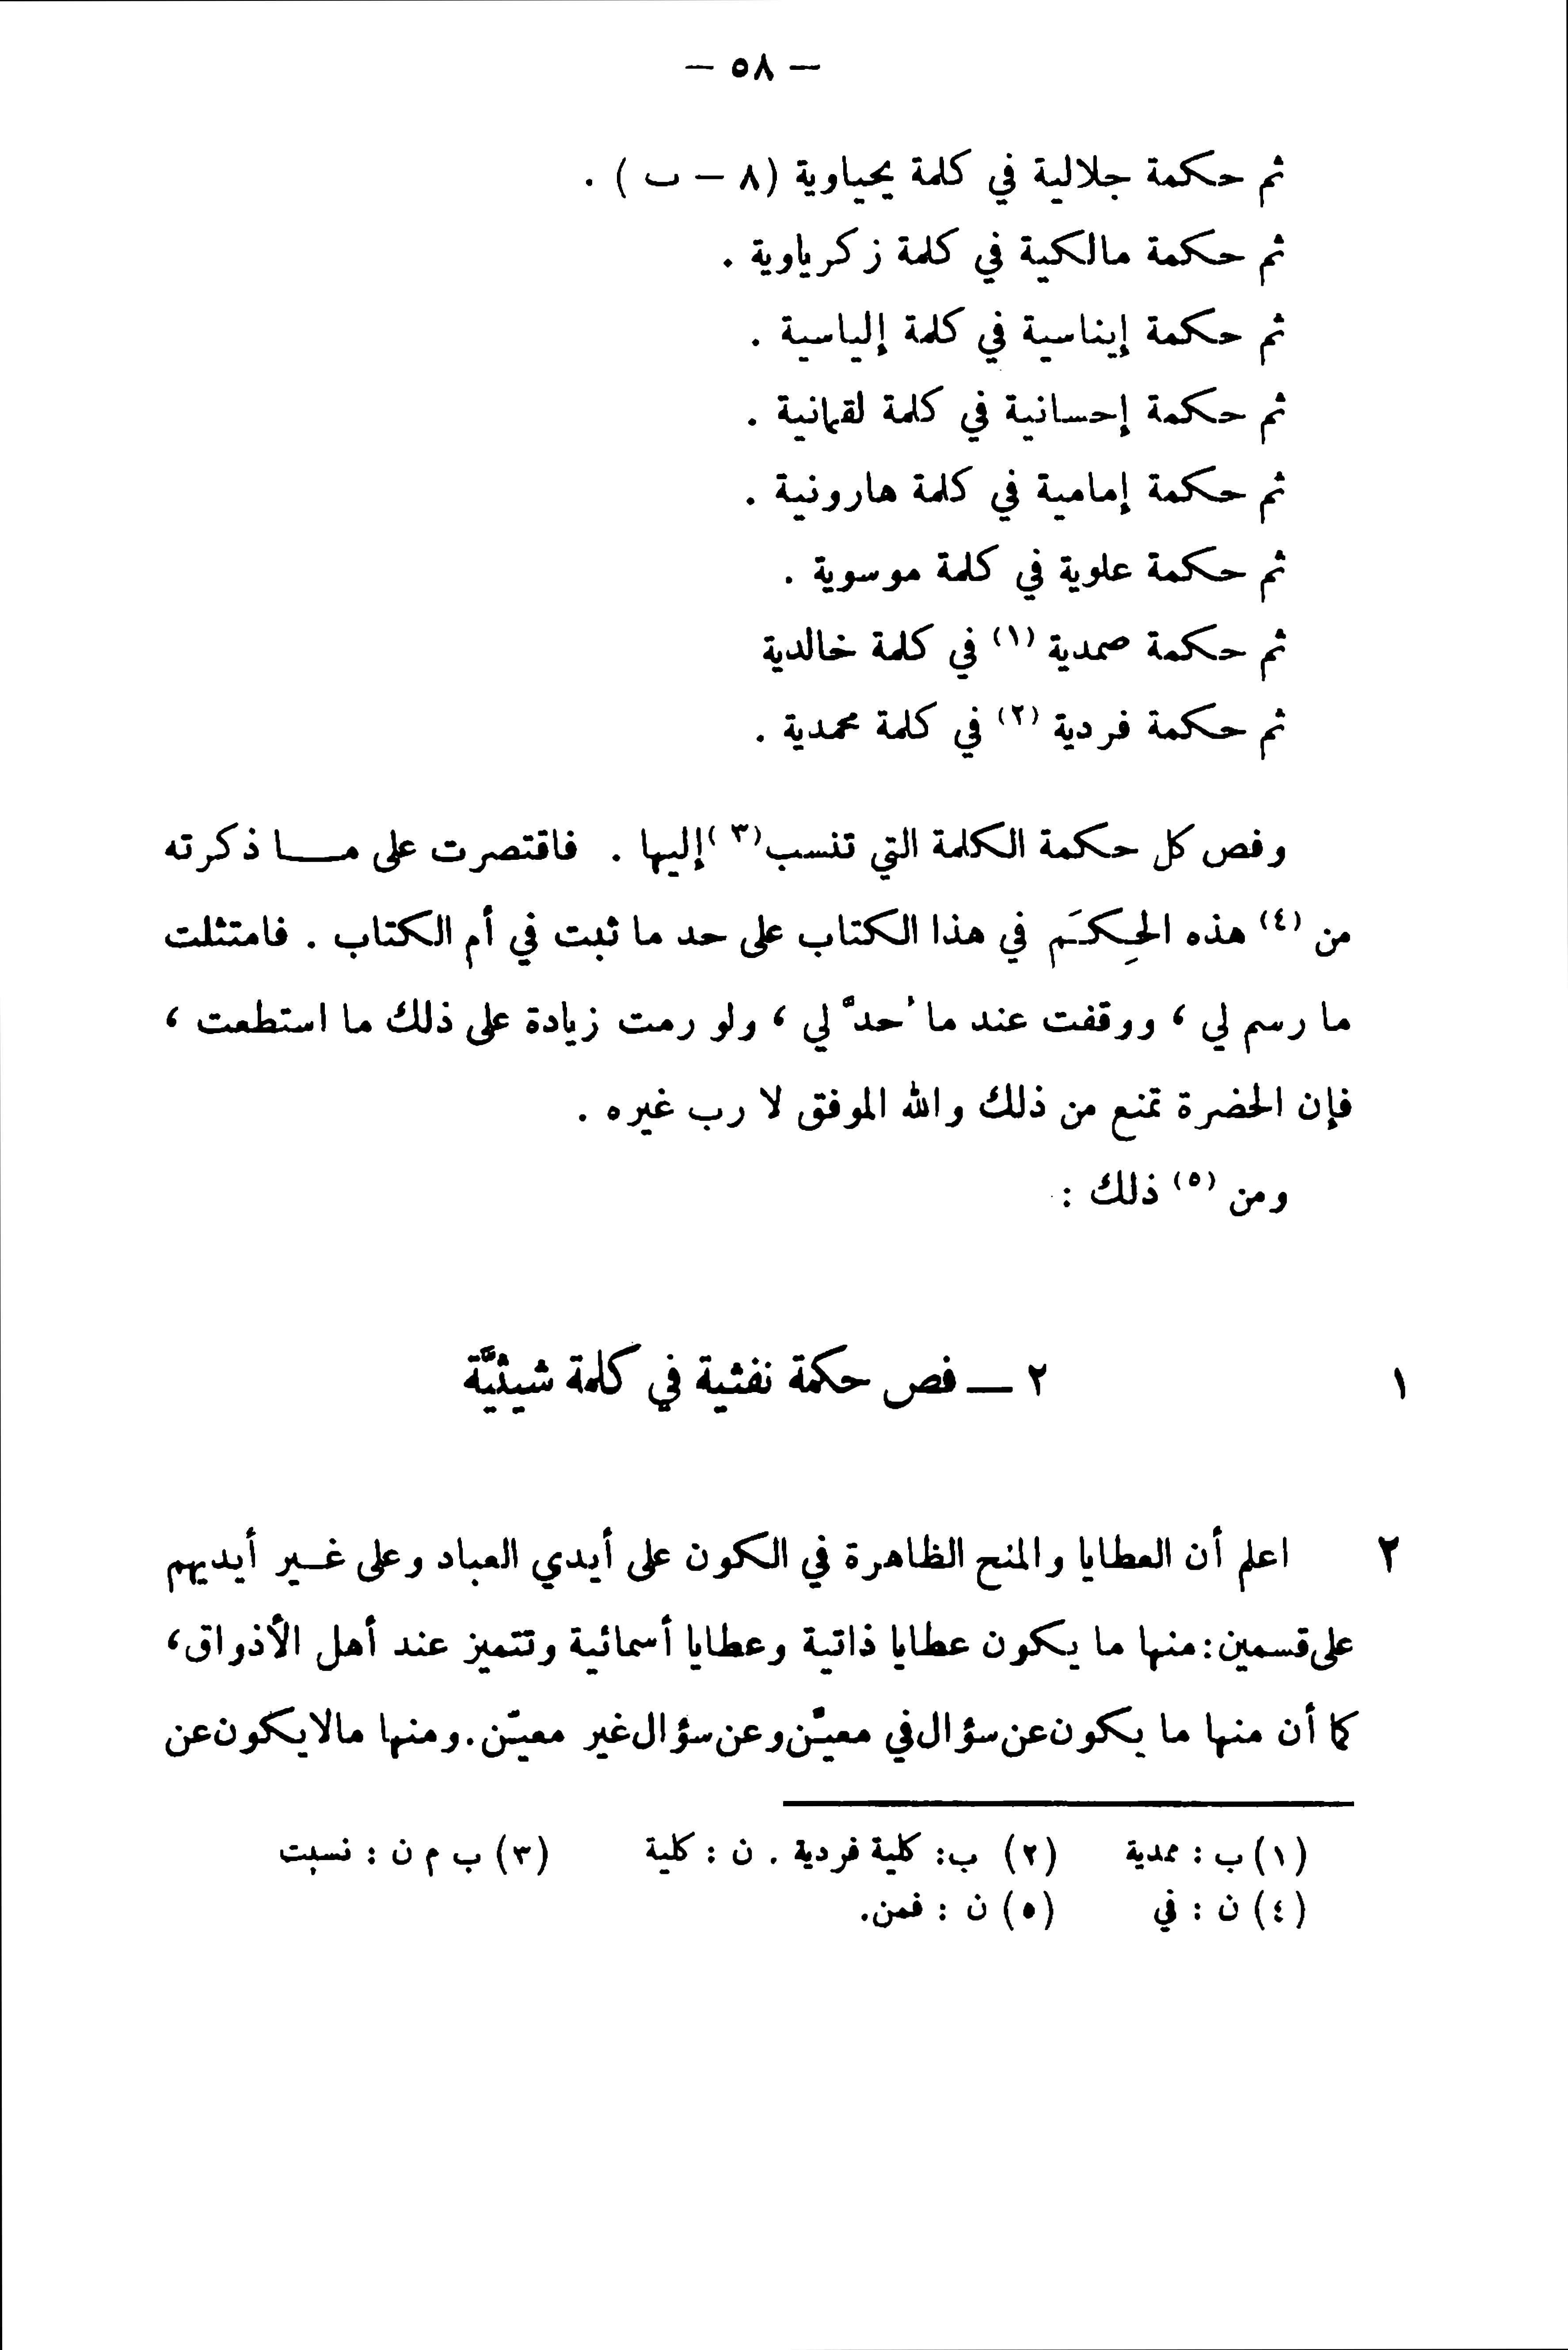 — ٥٨ —
ثم حكمة جلالية في كلمة يحياوية (٨ – ب ) .
ثم حكمة مالكية في كلمة زكرياوية .
ثم حكمة إيناسية في كلمة إلياسية .
ثم حكمة إحسانية في كلمة لقمانية .
ثم حكمة إمامية في كلمة هارونية .
ثم حكمة علوية في كلمة موسوية .
ثم حكمة صمدية (١) في كلمة خالدية
ثم حكمة فردية (٢) في كلمة محمدية .
وفص كل حكمة الكلمة التي تنسب(٣) إليها . فاقتصرت على مــا ذكرته
من (٤) هذه الحِكَم في هذا الكتاب على حد ما ثبت في أم الكتاب . فامتثلت
ما رسم لي ، ووقفت عند ما حُدَّ لي ، ولو رمت زيادة على ذلك ما استطعت ،
فإن الحضرة تمنع من ذلك والله الموفق لا رب غيره .
ومن (٥) ذلك :
١ ٢ — فص حكمة نفثية في كلمة شيثيَّة
٢ اعلم أن العطايا والمنح الظاهرة في الكون على أيدي العباد وعلى غـير أيديهم
على قسمين: منها ما يكون عطايا ذاتية وعطايا أسمائية وتتميز عند أهل الأذواق،
كما أن منها ما يكون عن سؤال في معيَّن وعن سؤال غير معيّن. ومنها مالا يكون عن
(١) ب : ممدية (٢) ب: كلية فردية . ن : كلية (٣) ب م ن : نسبت
(٤) ن : في (٥) ن : فمن.